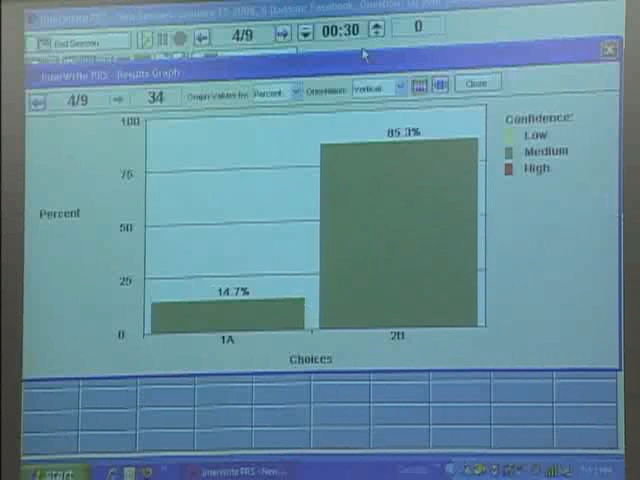 End Session
4/9
00:30
0
InterWrite PRS - Results Graph
4/9
34
Graph Values by: Percent
Orientation: Vertical
Close
100
75
50
25
0
Percent
14.7%
85.3%
1A
2B
Choices
Confidence:
Low
Medium
High
start
InterWrite PRS - New...